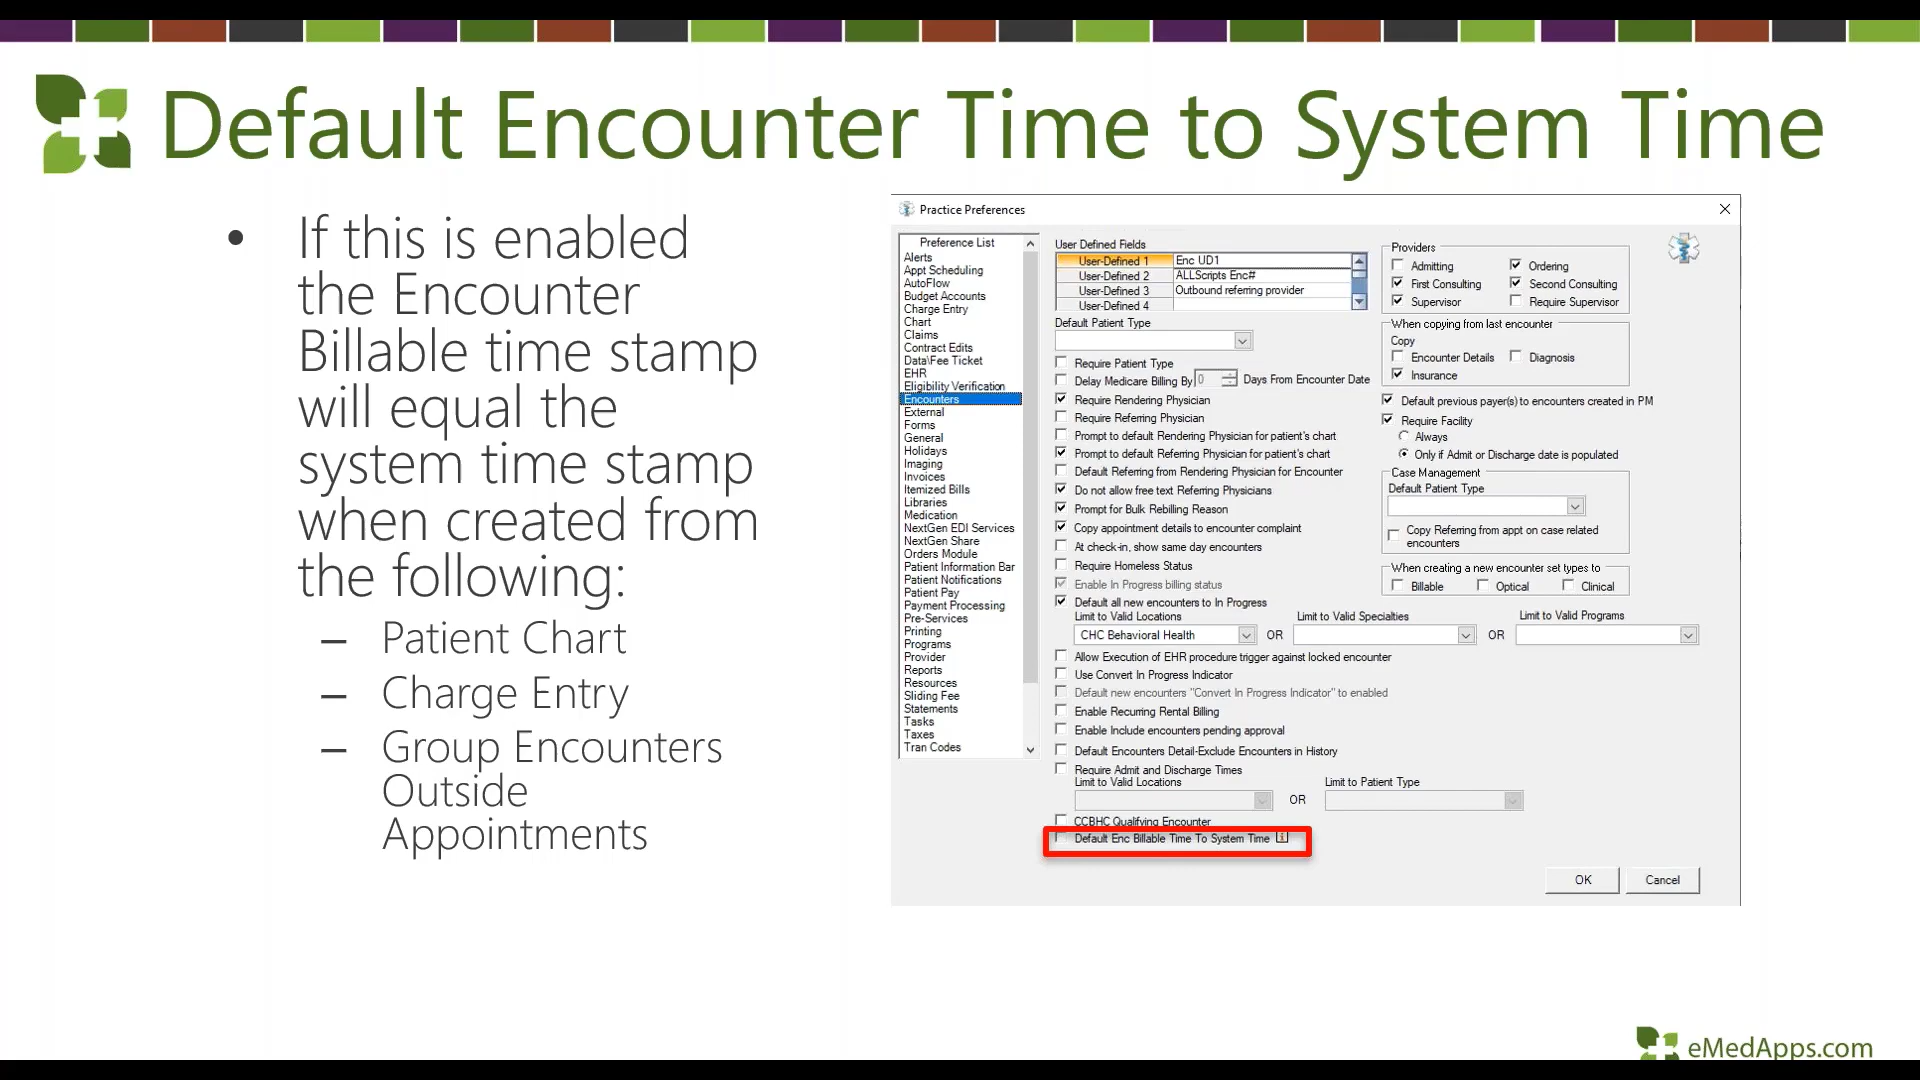 Default Encounter Time to System Time
• If this is enabled
the Encounter
Billable time stamp
will equal the
system time stamp
when created from
the following:
– Patient Chart
– Charge Entry
– Group Encounters
Outside
Appointments
Practice Preferences
Preference List
Alerts
Appt Scheduling
AutoFlow
Budget Accounts
Charge Entry
Chart
Claims
Contract Edits
Data\Fee Ticket
EHR
Eligibility Verification
Encounters
External
Forms
General
Holidays
Imaging
Invoices
Itemized Bills
Libraries
Medication
NextGen EDI Services
NextGen Share
Orders Module
Patient Information Bar
Patient Notifications
Patient Pay
Payment Processing
Pre-Services
Printing
Programs
Provider
Reports
Resources
Sliding Fee
Statements
Tasks
Taxes
Tran Codes
User Defined Fields
User-Defined 1 Enc UD1
User-Defined 2 ALLScripts Enc#
User-Defined 3 Outbound referring provider
User-Defined 4
Default Patient Type
Require Patient Type
Delay Medicare Billing By 0 Days From Encounter Date
Require Rendering Physician
Require Referring Physician
Prompt to default Rendering Physician for patient's chart
Prompt to default Referring Physician for patient's chart
Default Referring from Rendering Physician for Encounter
Do not allow free text Referring Physicians
Prompt for Bulk Rebilling Reason
Copy appointment details to encounter complaint
At check-in, show same day encounters
Require Homeless Status
Enable In Progress billing status
Default all new encounters to In Progress
Limit to Valid Locations Limit to Valid Specialties Limit to Valid Programs
CHC Behavioral Health OR OR
Allow Execution of EHR procedure trigger against locked encounter
Use Convert In Progress Indicator
Default new encounters "Convert In Progress Indicator" to enabled
Enable Recurring Rental Billing
Enable Include encounters pending approval
Default Encounters Detail-Exclude Encounters in History
Require Admit and Discharge Times
Limit to Valid Locations Limit to Patient Type
OR
CCBHC Qualifying Encounter
Default Enc Billable Time To System Time
Providers
Admitting Ordering
First Consulting Second Consulting
Supervisor Require Supervisor
When copying from last encounter
Copy
Encounter Details Diagnosis
Insurance
Default previous payer(s) to encounters created in PM
Require Facility
Always
Only if Admit or Discharge date is populated
Case Management
Default Patient Type
Copy Referring from appt on case related
encounters
When creating a new encounter set types to
Billable Optical Clinical
OK Cancel
eMedApps.com